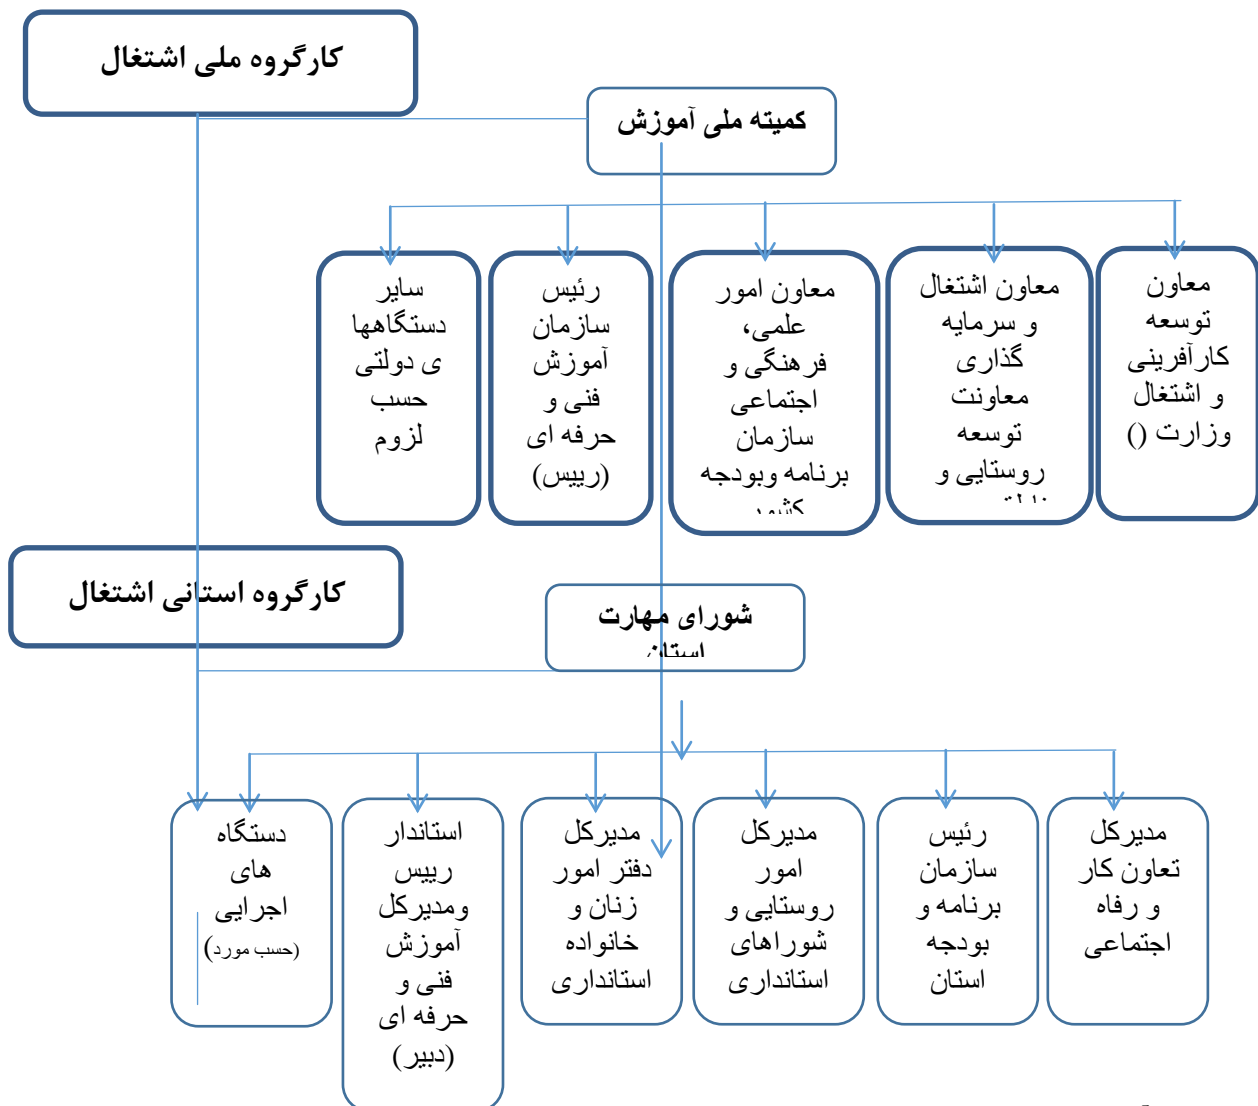 کارگروه ملی اشتغال
کمیته ملی آموزش
معاون
توسعه
کارآفرینی
و اشتغال
وزارت ()
معاون اشتغال
و سرمایه
گذاری
معاونت
توسعه
روستایی و
معاون امور
علمی،
فرهنگی و
اجتماعی
سازمان
برنامه وبودجه
کشور
رئیس
سازمان
آموزش
فنی و
حرفه ای
(رییس)
سایر
دستگاهها
ی دولتی
حسب
لزوم
کارگروه استانی اشتغال
شورای مهارت
استان
مدیرکل
تعاون کار
و رفاه
اجتماعی
رئیس
سازمان
برنامه و
بودجه
استان
مدیرکل
امور
روستایی و
شوراهای
استانداری
مدیرکل
دفتر امور
زنان و
خانواده
استانداری
استاندار
رییس
ومدیرکل
آموزش
فنی و
حرفه ای
(دبیر)
دستگاه
های
اجرایی
(حسب مورد)